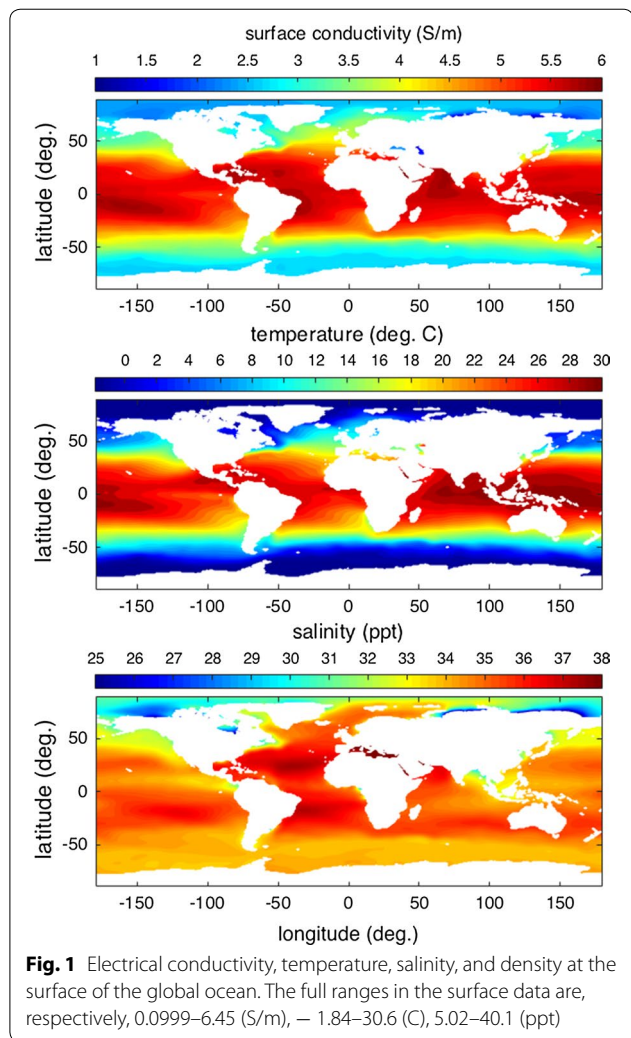 surface conductivity (S/m)
1 1.5 2 2.5 3 3.5 4 4.5 5 5.5 6
latitude (deg.)
50
0
-50
-150 -100 -50 0 50 100 150
temperature (deg. C)
0 2 4 6 8 10 12 14 16 18 20 22 24 26 28 30
latitude (deg.)
50
0
-50
-150 -100 -50 0 50 100 150
salinity (ppt)
25 26 27 28 29 30 31 32 33 34 35 36 37 38
latitude (deg.)
50
0
-50
-150 -100 -50 0 50 100 150
longitude (deg.)
Fig. 1 Electrical conductivity, temperature, salinity, and density at the
surface of the global ocean. The full ranges in the surface data are,
respectively, 0.0999–6.45 (S/m), − 1.84–30.6 (C), 5.02–40.1 (ppt)